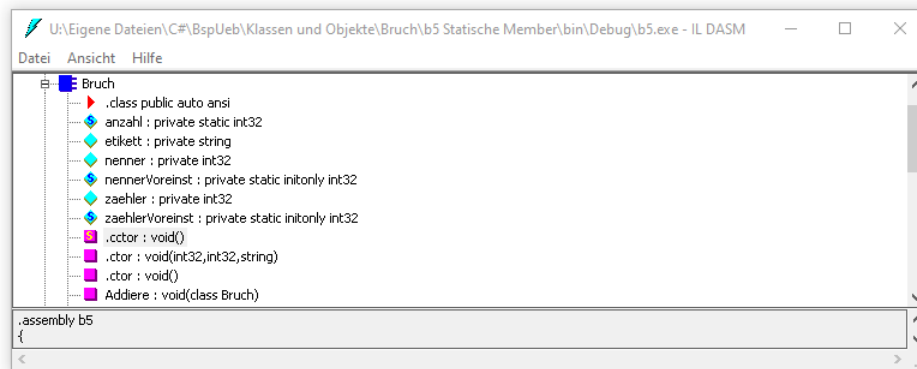 U:\Eigene Dateien\C#\BspUeb\Klassen und Objekte\Bruch\b5 Statische Member\bin\Debug\b5.exe - IL DASM
Datei Ansicht Hilfe
Bruch
.class public auto ansi
anzahl : private static int32
etikett : private string
nenner : private int32
nennerVoreinst : private static initonly int32
zaehler : private int32
zaehlerVoreinst : private static initonly int32
.cctor : void()
.ctor : void(int32,int32,string)
.ctor : void()
Addiere : void(class Bruch)
.assembly b5
{